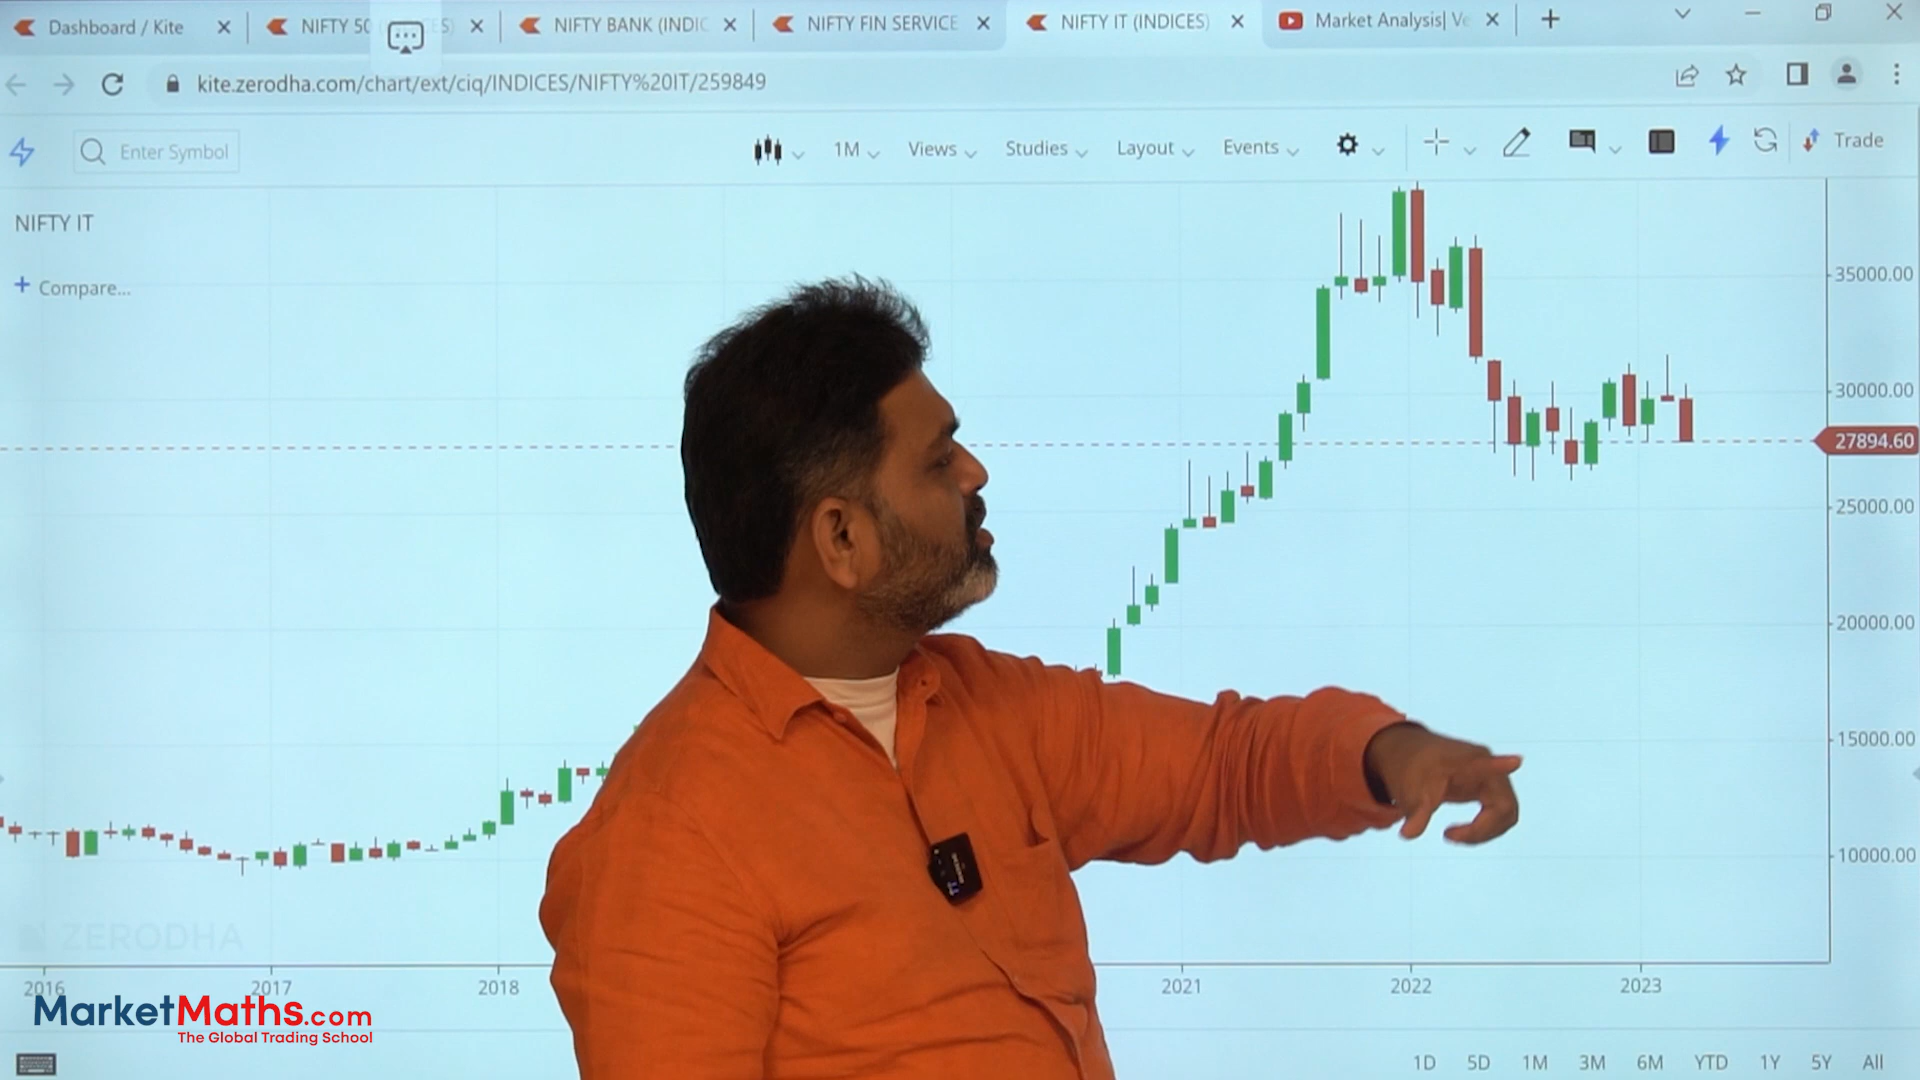 Dashboard / Kite
NIFTY 50
NIFTY BANK (INDIC
NIFTY FIN SERVICE
NIFTY IT (INDICES)
Market Analysis| Ve
kite.zerodha.com/chart/ext/ciq/INDICES/NIFTY%20IT/259849
Enter Symbol
1M
Views
Studies
Layout
Events
Trade
NIFTY IT
+ Compare...
35000.00
30000.00
27894.60
25000.00
20000.00
15000.00
10000.00
ZERODHA
2016
2017
2018
2021
2022
2023
MarketMaths.com
The Global Trading School
1D 5D 1M 3M 6M YTD 1Y 5Y All